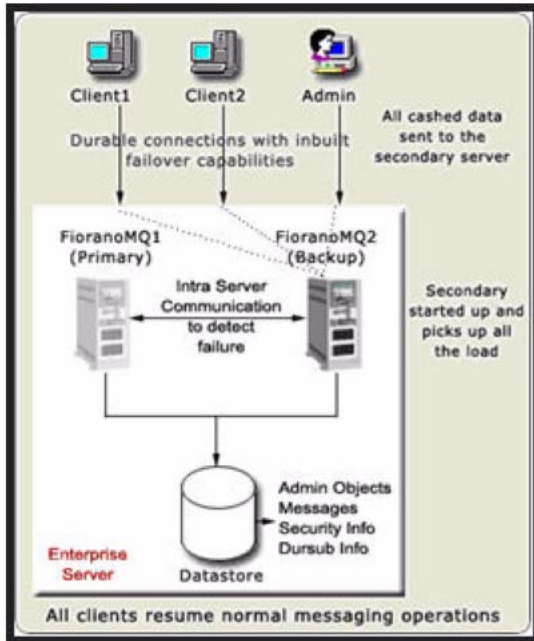 Client1
Client2
Admin
Durable connections with inbuilt
failover capabilities
All cashed data
sent to the
secondary server
FioranoMQ1
(Primary)
FioranoMQ2
(Backup)
Intra Server
Communication
to detect
failure
Secondary
started up and
picks up all
the load
Admin Objects
Messages
Security Info
Dursub Info
Enterprise
Server
Datastore
All clients resume normal messaging operations